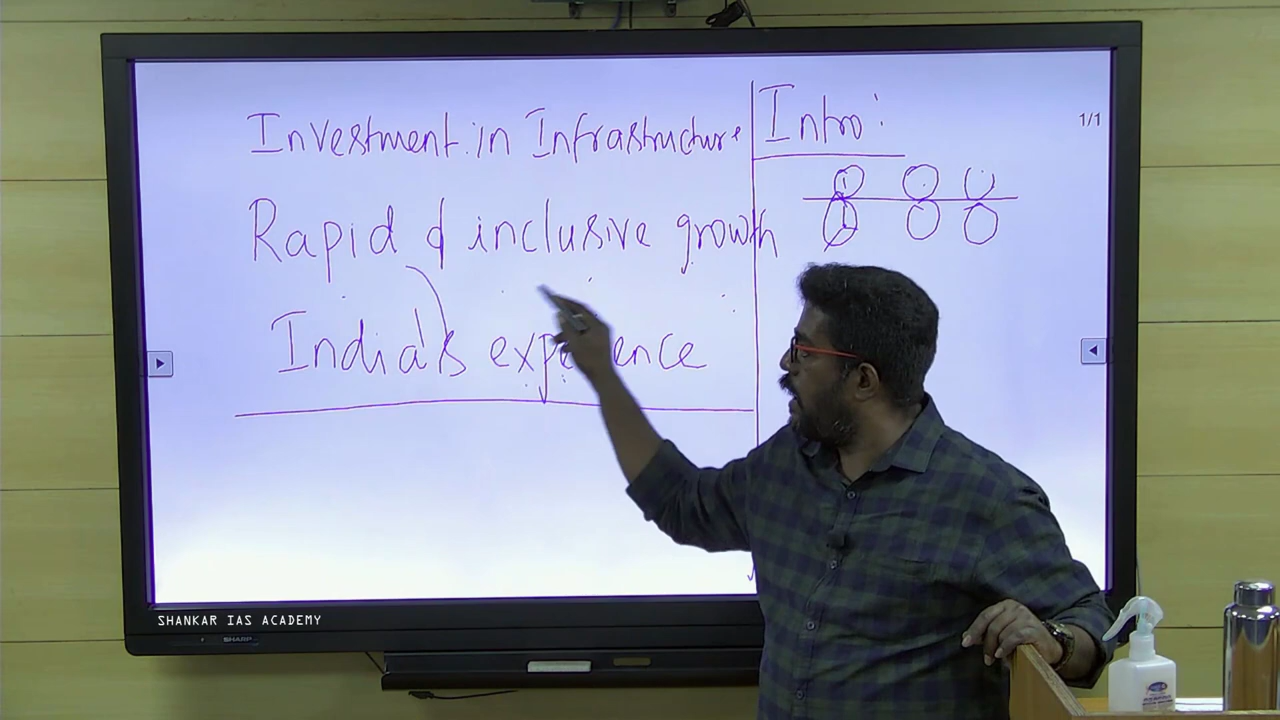 Investment in Infrastructure
Rapid & inclusive growth
India's experience
Intro:
1/1
SHANKAR IAS ACADEMY
SHARP